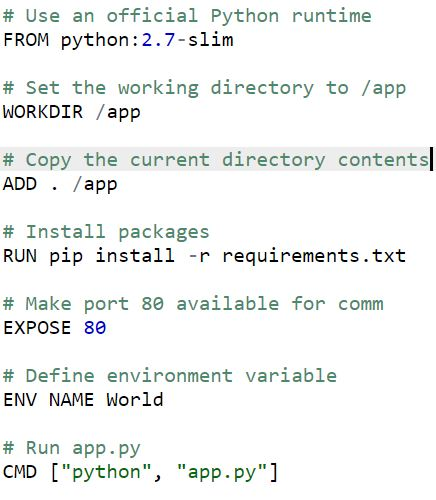 # Use an official Python runtime
FROM python:2.7-slim
# Set the working directory to /app
WORKDIR /app
# Copy the current directory contents
ADD . /app
# Install packages
RUN pip install -r requirements.txt
# Make port 80 available for comm
EXPOSE 80
# Define environment variable
ENV NAME World
# Run app.py
CMD ["python", "app.py"]